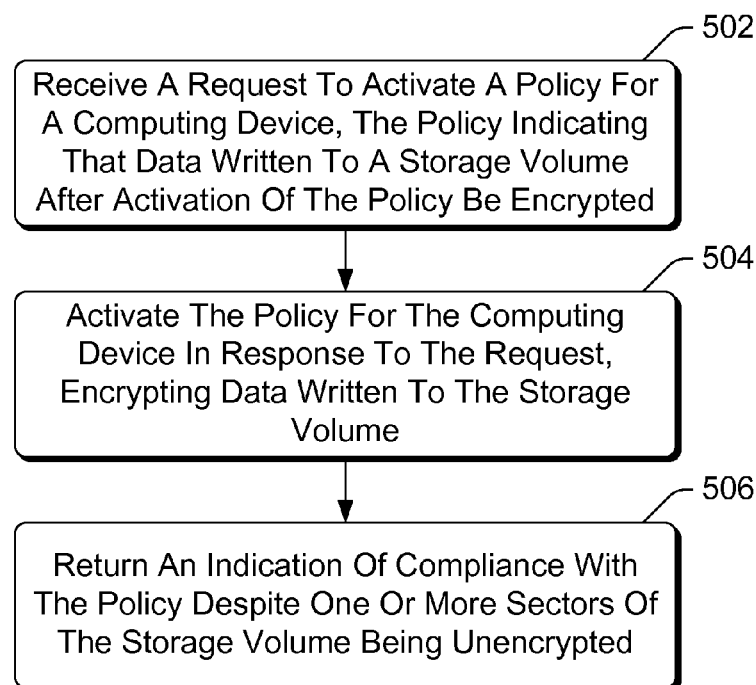 502
Receive A Request To Activate A Policy For
A Computing Device, The Policy Indicating
That Data Written To A Storage Volume
After Activation Of The Policy Be Encrypted
504
Activate The Policy For The Computing
Device In Response To The Request,
Encrypting Data Written To The Storage
Volume
506
Return An Indication Of Compliance With
The Policy Despite One Or More Sectors Of
The Storage Volume Being Unencrypted